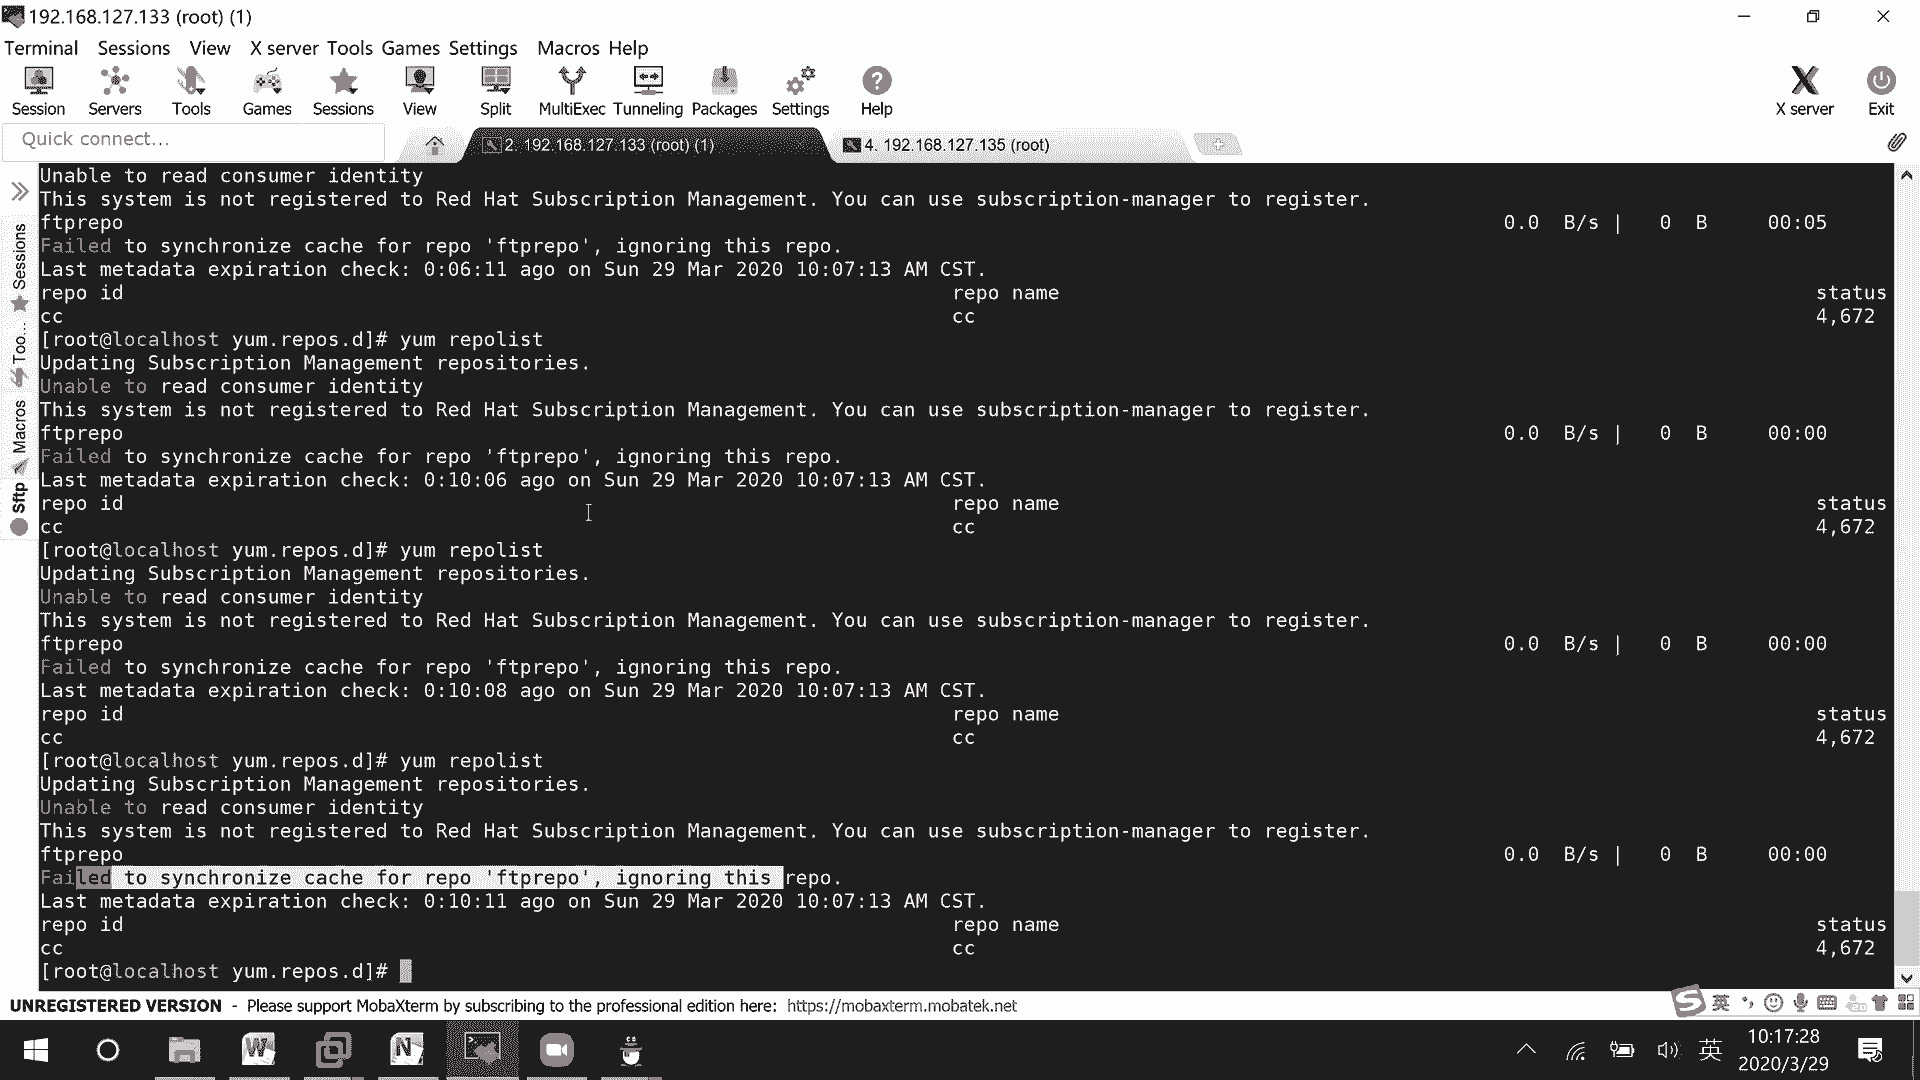 192.168.127.133 (root) (1)
Terminal Sessions View X server Tools Games Settings Macros Help
Session Servers Tools Games Sessions View Split MultiExec Tunneling Packages Settings Help X server Exit
Quick connect...
2. 192.168.127.133 (root) (1)
4. 192.168.127.135 (root)
Sessions
Too...
Macros
Sftp
Unable to read consumer identity
This system is not registered to Red Hat Subscription Management. You can use subscription-manager to register.
ftprepo 0.0 B/s | 0 B 00:05
Failed to synchronize cache for repo 'ftprepo', ignoring this repo.
Last metadata expiration check: 0:06:11 ago on Sun 29 Mar 2020 10:07:13 AM CST.
repo id repo name status
cc cc 4,672
[root@localhost yum.repos.d]# yum repolist
Updating Subscription Management repositories.
Unable to read consumer identity
This system is not registered to Red Hat Subscription Management. You can use subscription-manager to register.
ftprepo 0.0 B/s | 0 B 00:00
Failed to synchronize cache for repo 'ftprepo', ignoring this repo.
Last metadata expiration check: 0:10:06 ago on Sun 29 Mar 2020 10:07:13 AM CST.
repo id repo name status
cc cc 4,672
[root@localhost yum.repos.d]# yum repolist
Updating Subscription Management repositories.
Unable to read consumer identity
This system is not registered to Red Hat Subscription Management. You can use subscription-manager to register.
ftprepo 0.0 B/s | 0 B 00:00
Failed to synchronize cache for repo 'ftprepo', ignoring this repo.
Last metadata expiration check: 0:10:08 ago on Sun 29 Mar 2020 10:07:13 AM CST.
repo id repo name status
cc cc 4,672
[root@localhost yum.repos.d]# yum repolist
Updating Subscription Management repositories.
Unable to read consumer identity
This system is not registered to Red Hat Subscription Management. You can use subscription-manager to register.
ftprepo 0.0 B/s | 0 B 00:00
Failed to synchronize cache for repo 'ftprepo', ignoring this repo.
Last metadata expiration check: 0:10:11 ago on Sun 29 Mar 2020 10:07:13 AM CST.
repo id repo name status
cc cc 4,672
[root@localhost yum.repos.d]#
UNREGISTERED VERSION - Please support MobaXterm by subscribing to the professional edition here: https://mobaxterm.mobatek.net
英
英
10:17:28
2020/3/29